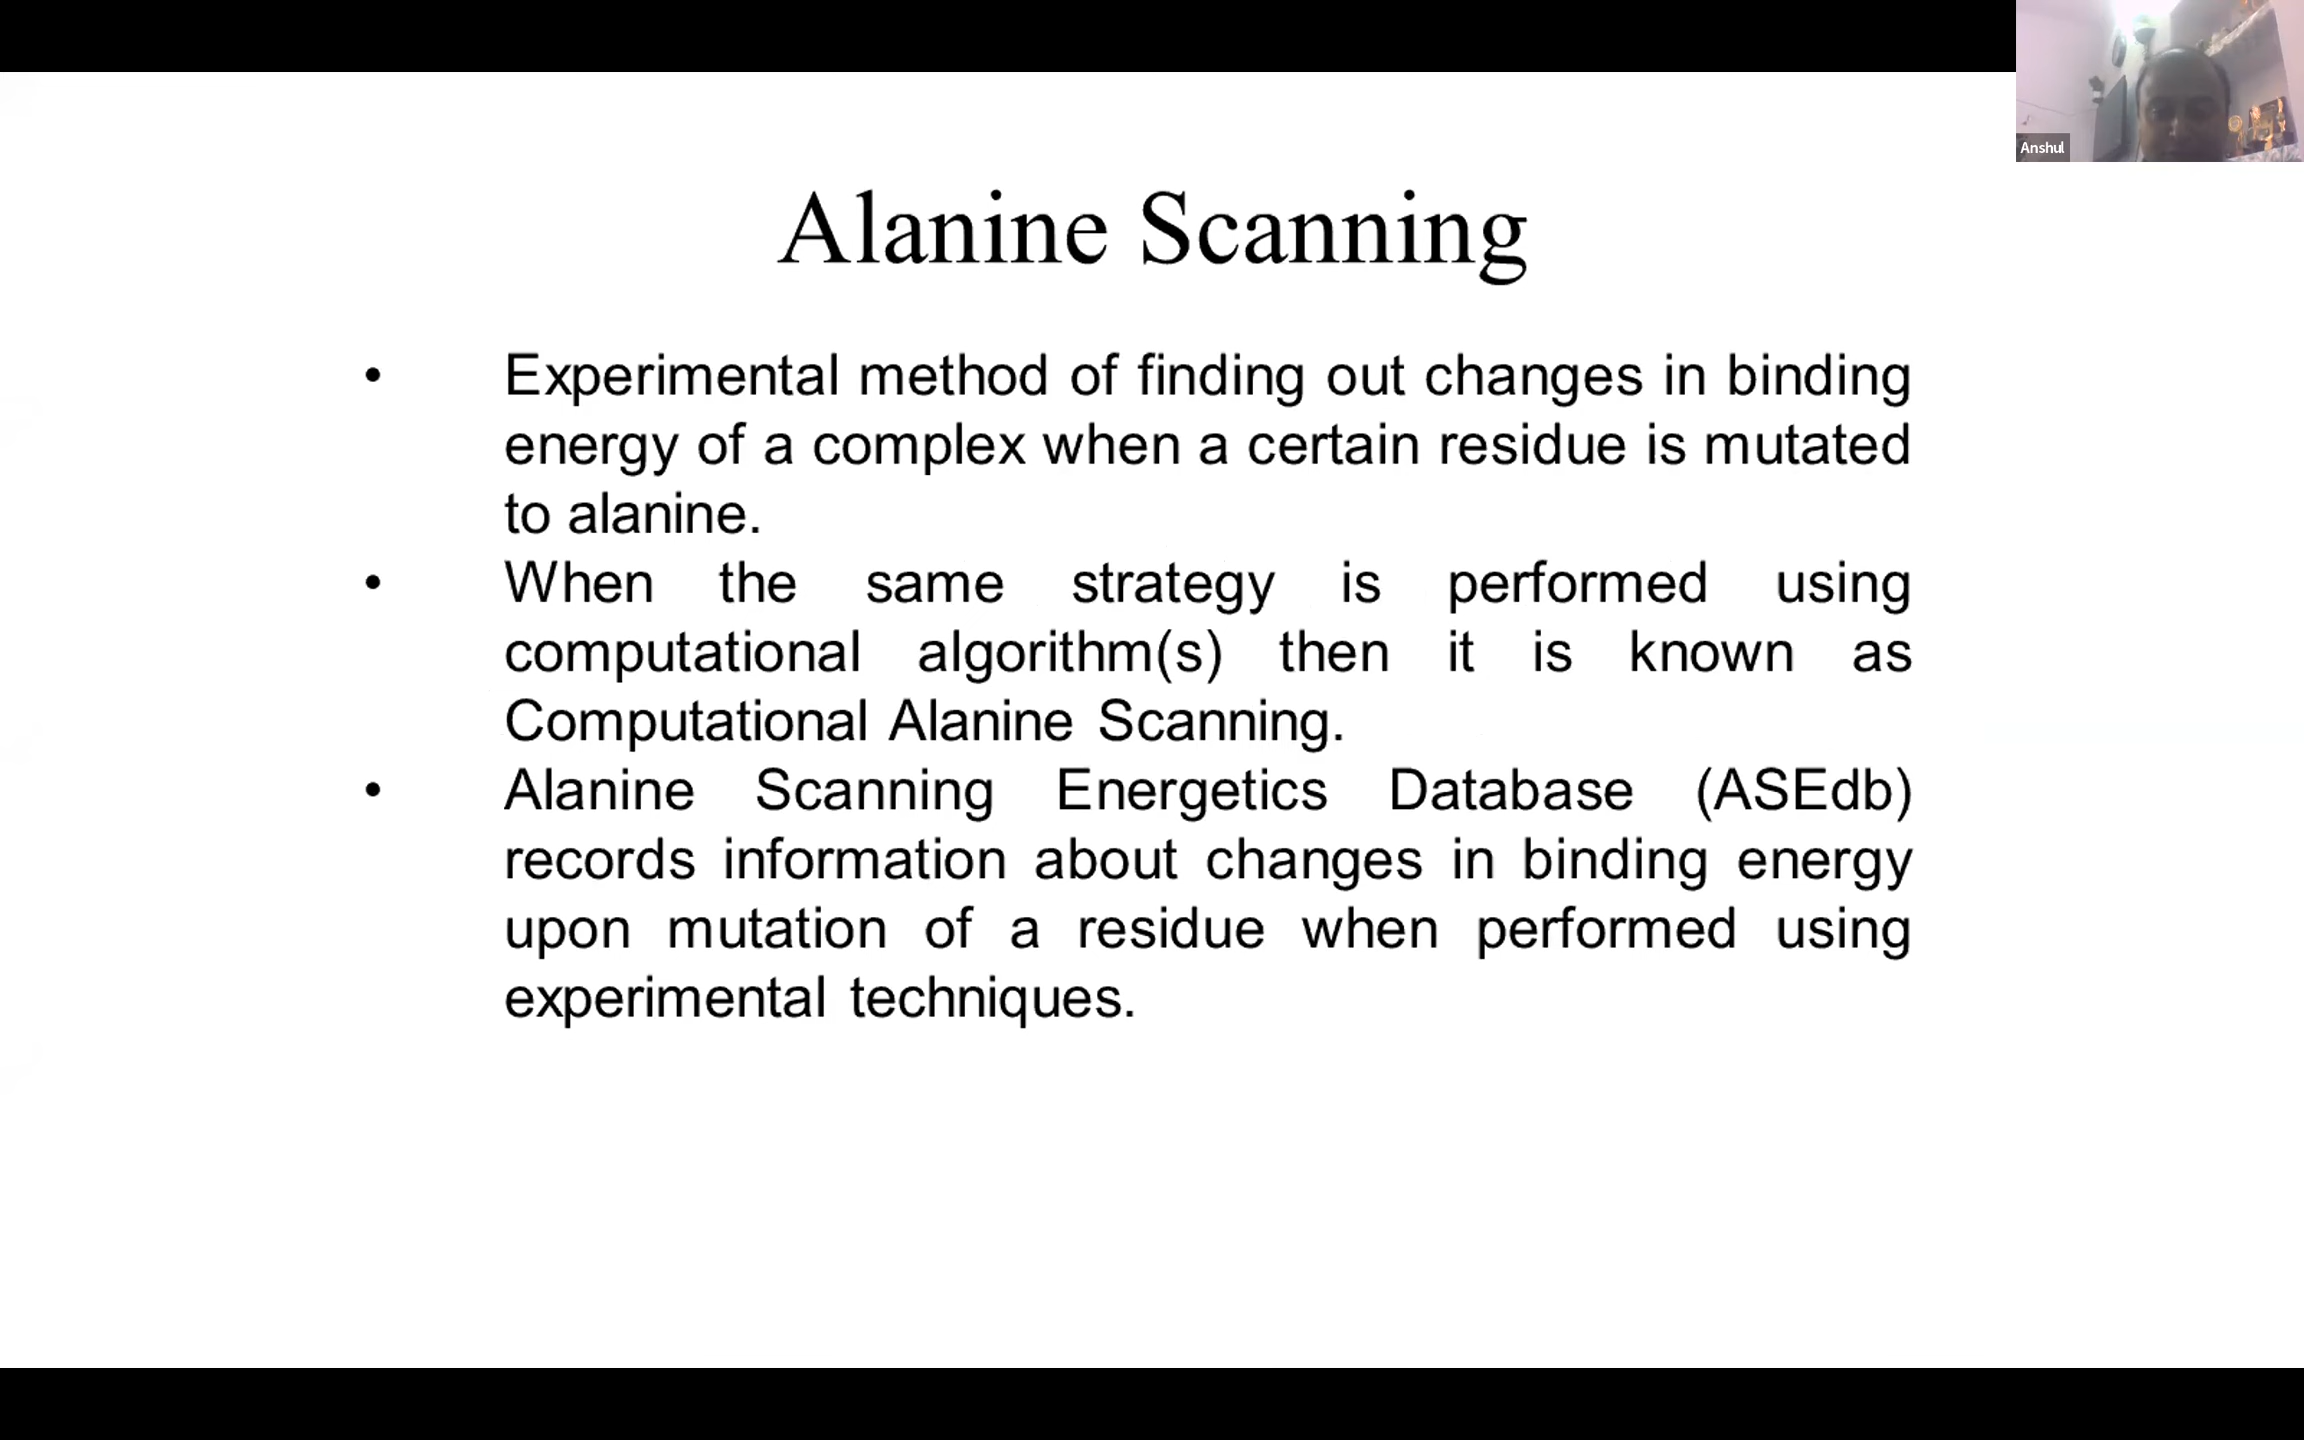 Anshul
Alanine Scanning
• Experimental method of finding out changes in binding
energy of a complex when a certain residue is mutated
to alanine.
• When the same strategy is performed using
computational algorithm(s) then it is known as
Computational Alanine Scanning.
• Alanine Scanning Energetics Database (ASEdb)
records information about changes in binding energy
upon mutation of a residue when performed using
experimental techniques.